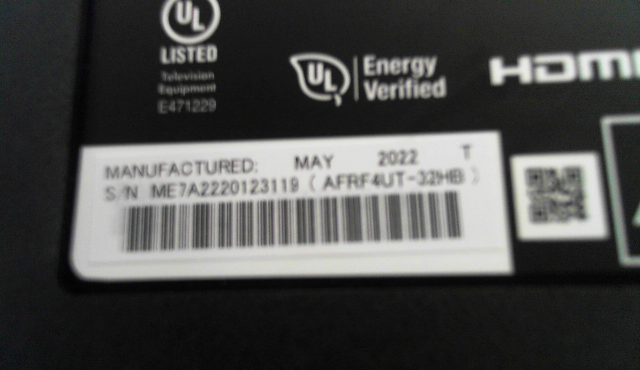 UL
LISTED
Television
Equipment
E471229
UL
Energy
Verified
HDMI
MANUFACTURED: MAY 2022 T
S/N ME7A2220123119 ( AFRF4UT-32HB )